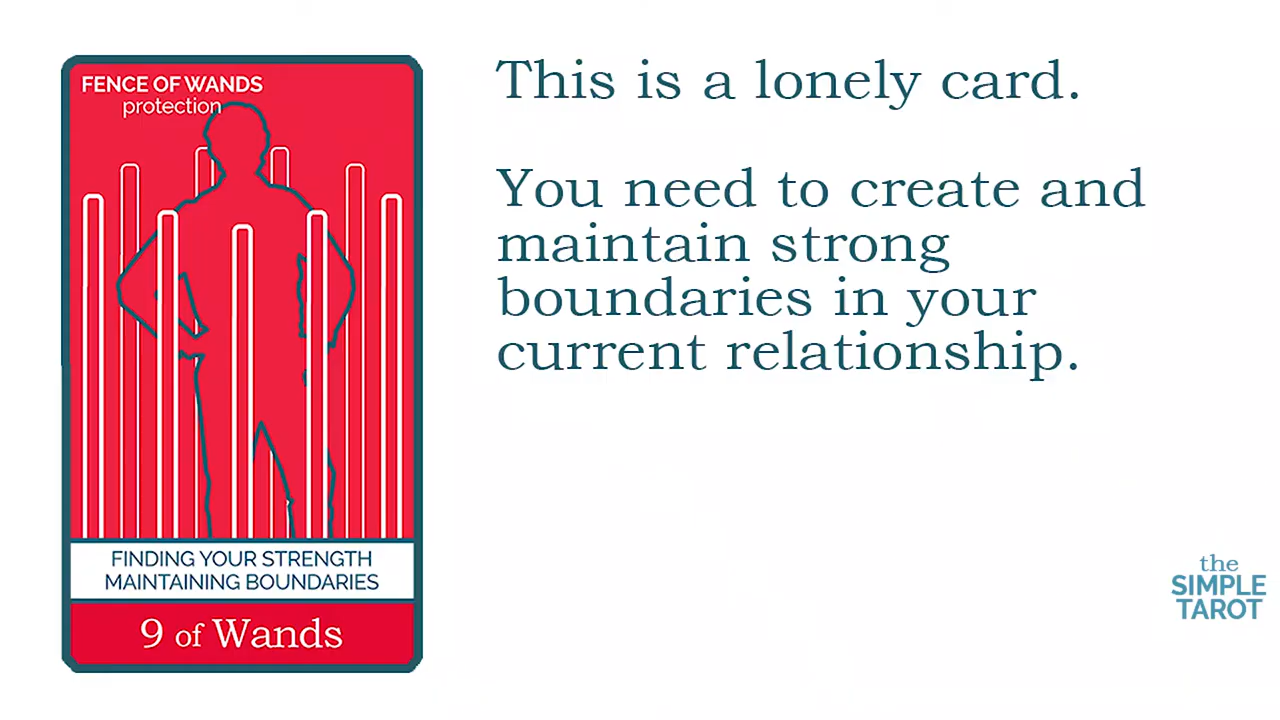 FENCE OF WANDS
protection
FINDING YOUR STRENGTH
MAINTAINING BOUNDARIES
9 of Wands
This is a lonely card.
You need to create and
maintain strong
boundaries in your
current relationship.
the
SIMPLE
TAROT